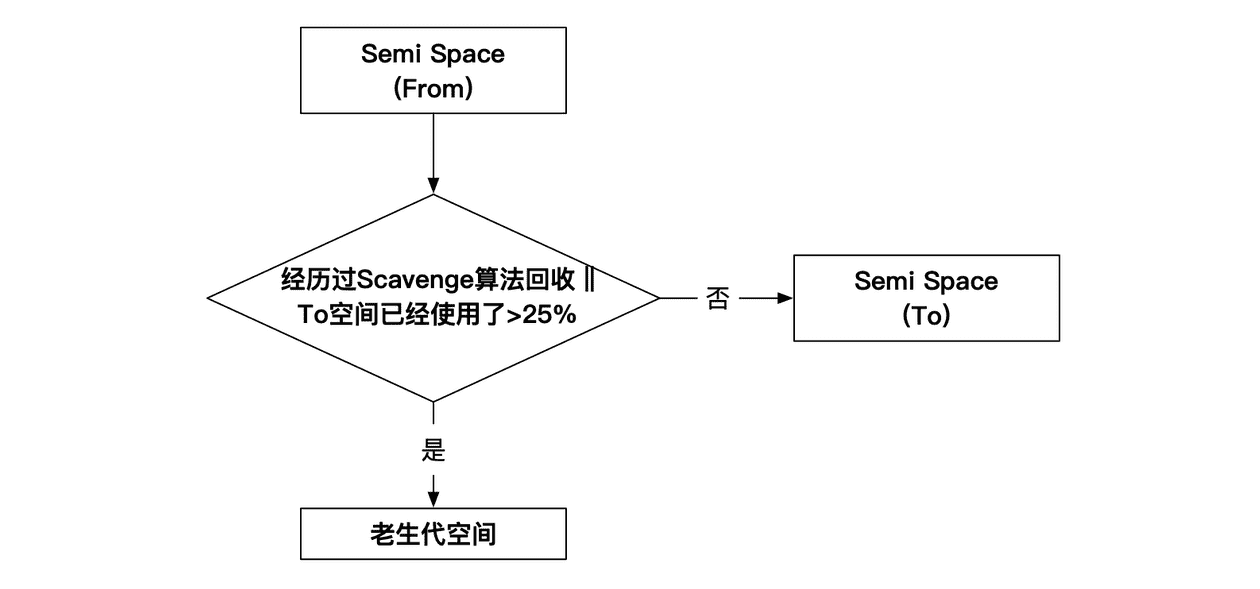 Semi Space
(From)
经历过Scavenge算法回收 ||
To空间已经使用了>25%
否
Semi Space
(To)
是
老生代空间